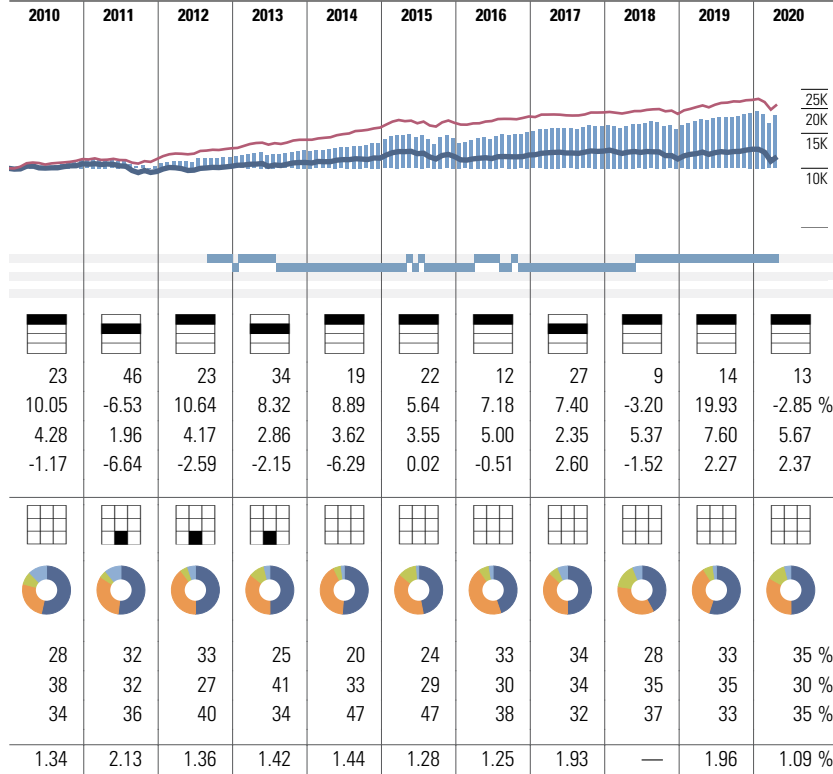 2010 2011 2012 2013 2014 2015 2016 2017 2018 2019 2020
25K
20K
15K
10K
23 46 23 34 19 22 12 27 9 14 13
10.05 -6.53 10.64 8.32 8.89 5.64 7.18 7.40 -3.20 19.93 -2.85 %
4.28 1.96 4.17 2.86 3.62 3.55 5.00 2.35 5.37 7.60 5.67
-1.17 -6.64 -2.59 -2.15 -6.29 0.02 -0.51 2.60 -1.52 2.27 2.37
28 32 33 25 20 24 33 34 28 33 35 %
38 32 27 41 33 29 30 34 35 35 30 %
34 36 40 34 47 47 38 32 37 33 35 %
1.34 2.13 1.36 1.42 1.44 1.28 1.25 1.93 — 1.96 1.09 %